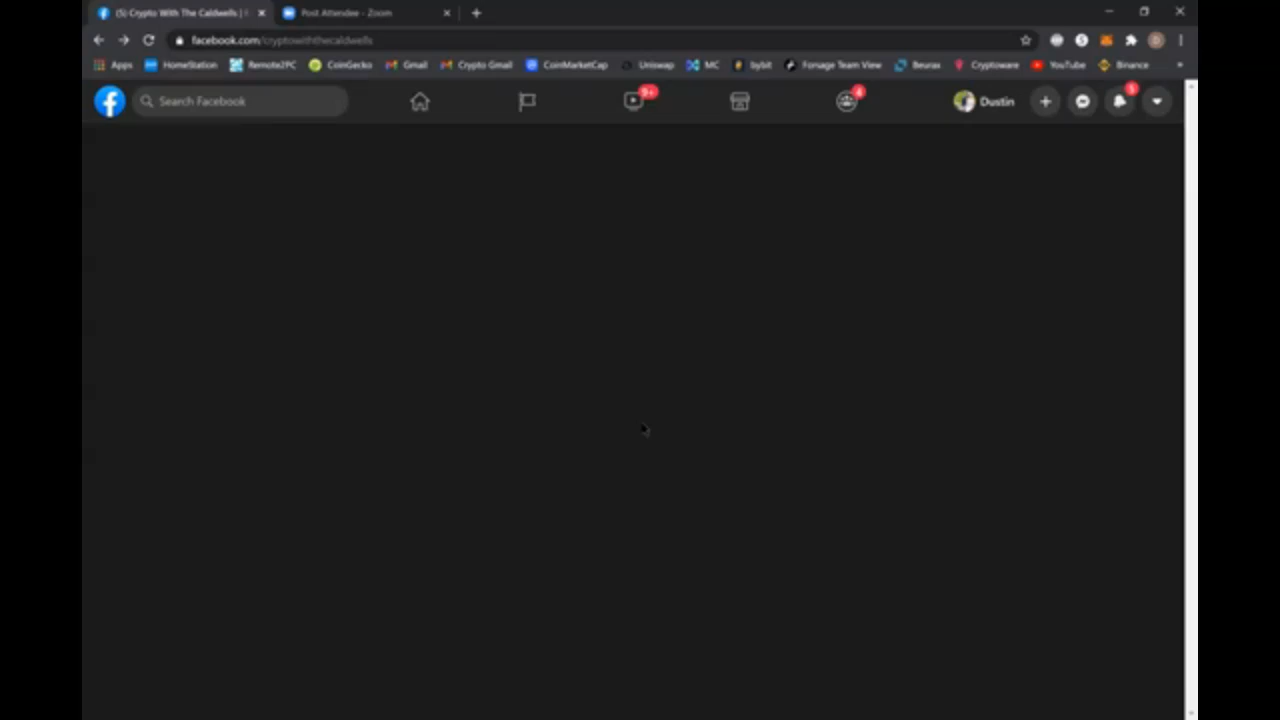 (5) Crypto With The Caldwells | F
Post Attendee - Zoom
facebook.com/cryptowiththecaldwells
Apps HomeStation Remote2PC CoinGecko Gmail Crypto Gmail CoinMarketCap Uniswap MC bybit Forsage Team View Beurax Cryptoware YouTube Binance
Search Facebook 9+ 4 Dustin 5